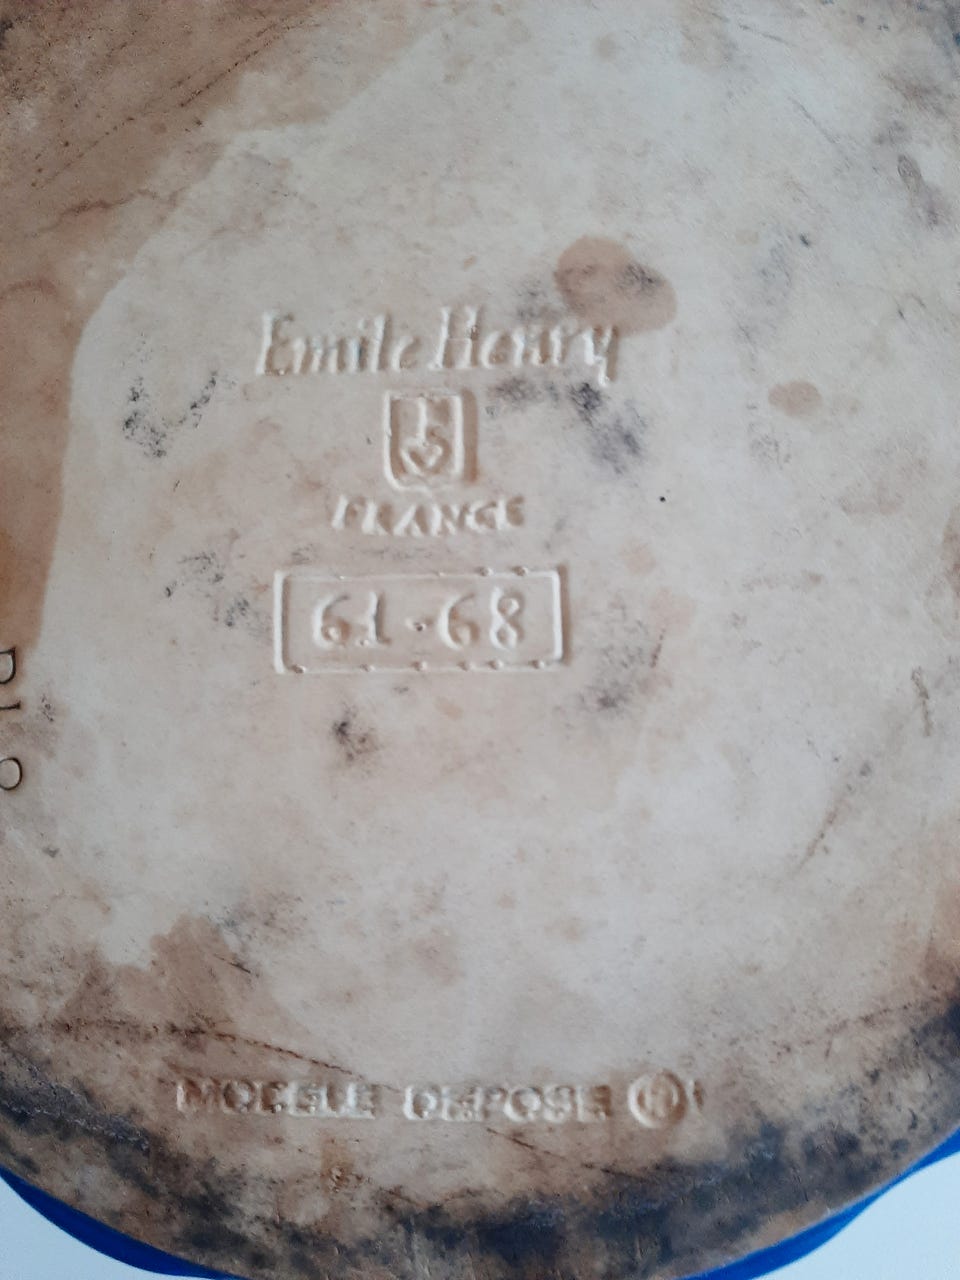 Emile Henry
FRANCE
61-68
MODELE DEPOSE